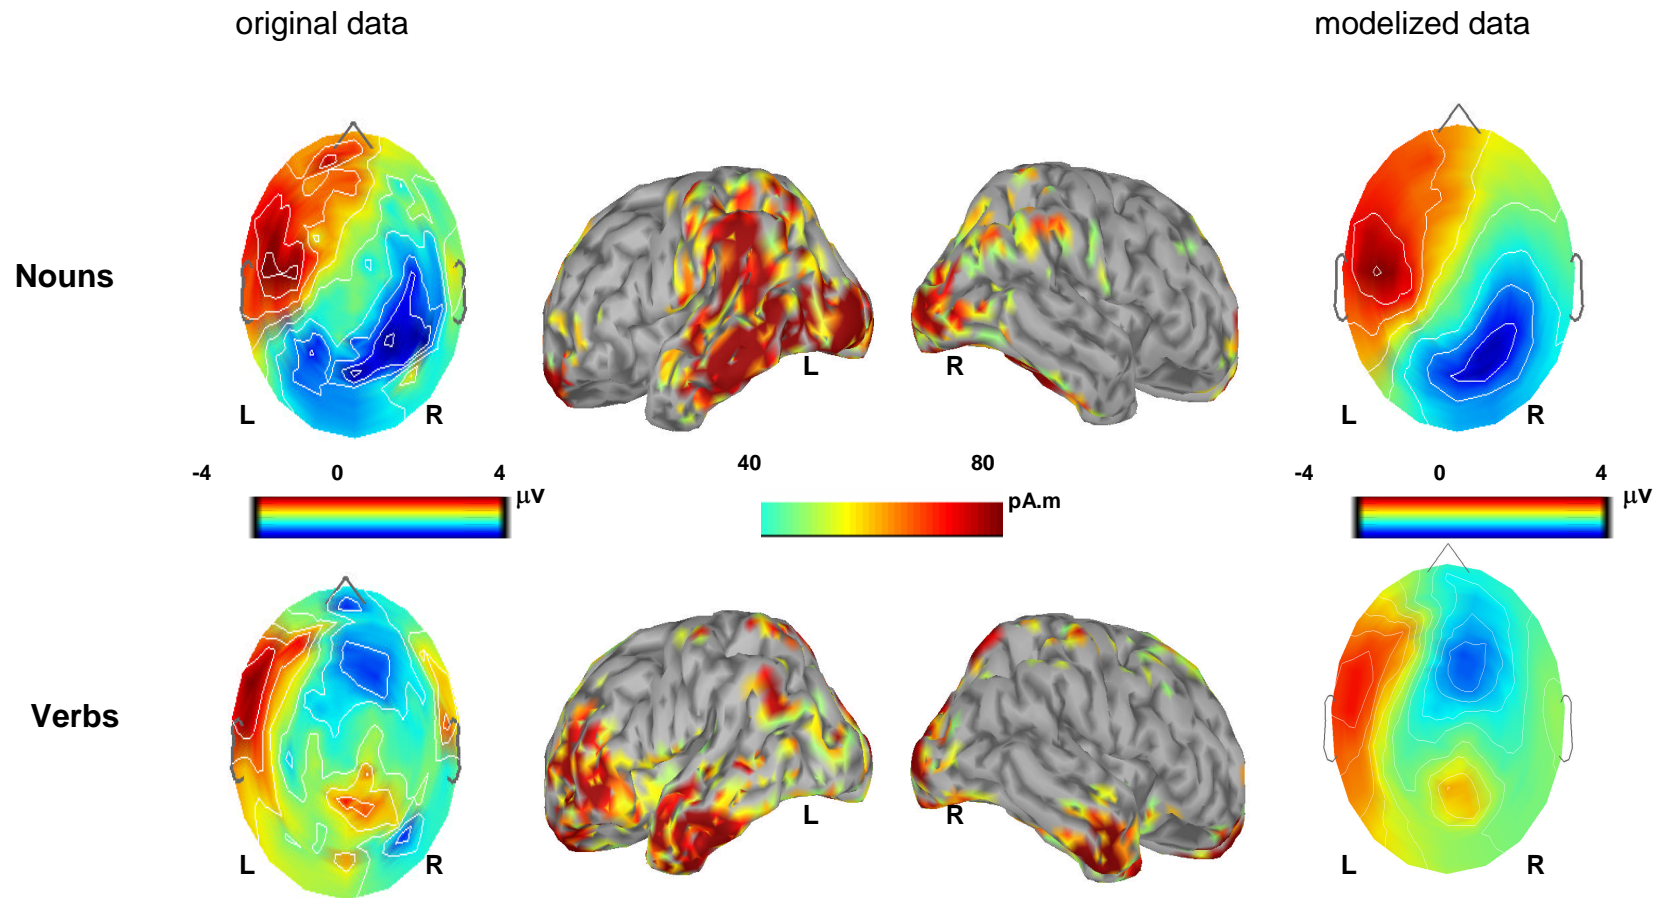 original data
modelized data
Nouns
L
R
L
R
L
R
-4 0 4
μV
40 80
pA.m
-4 0 4
μV
Verbs
L
R
L
R
L
R